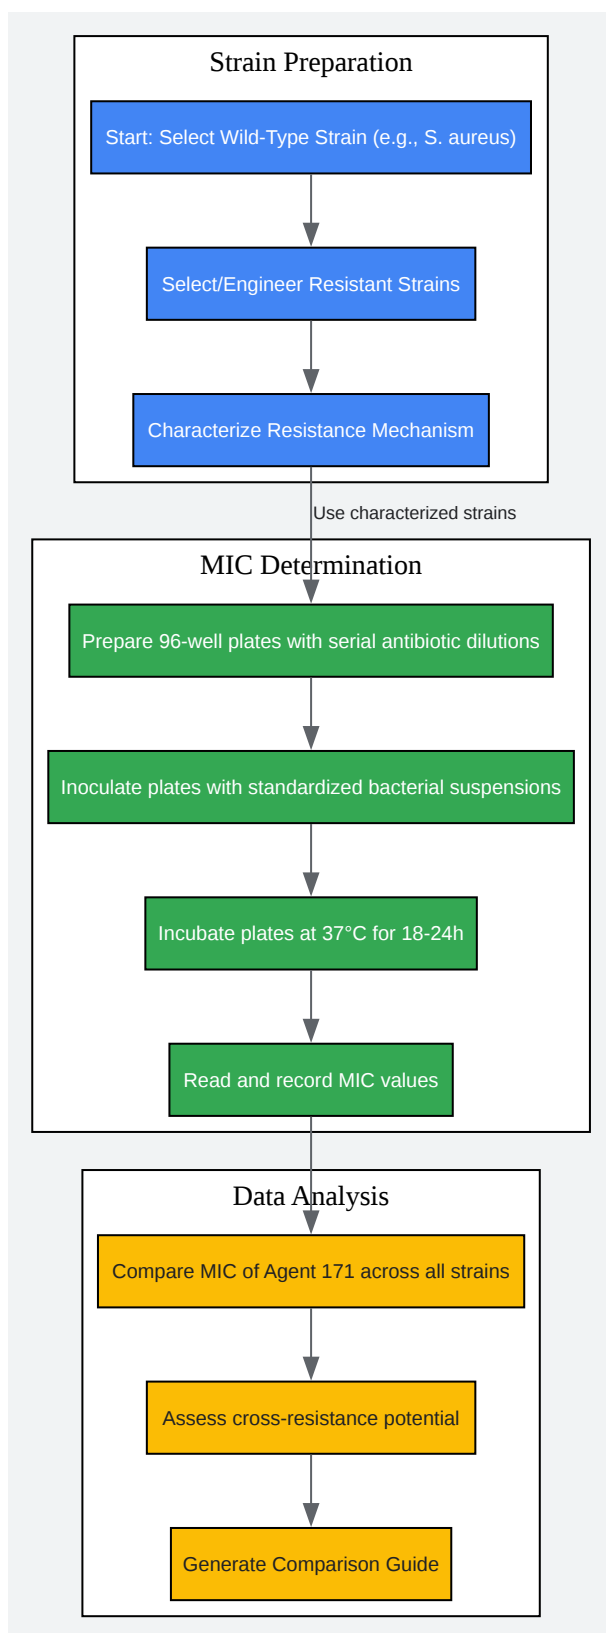 Strain Preparation
Start: Select Wild-Type Strain (e.g., S. aureus)
Select/Engineer Resistant Strains
Characterize Resistance Mechanism
Use characterized strains
MIC Determination
Prepare 96-well plates with serial antibiotic dilutions
Inoculate plates with standardized bacterial suspensions
Incubate plates at 37°C for 18-24h
Read and record MIC values
Data Analysis
Compare MIC of Agent 171 across all strains
Assess cross-resistance potential
Generate Comparison Guide